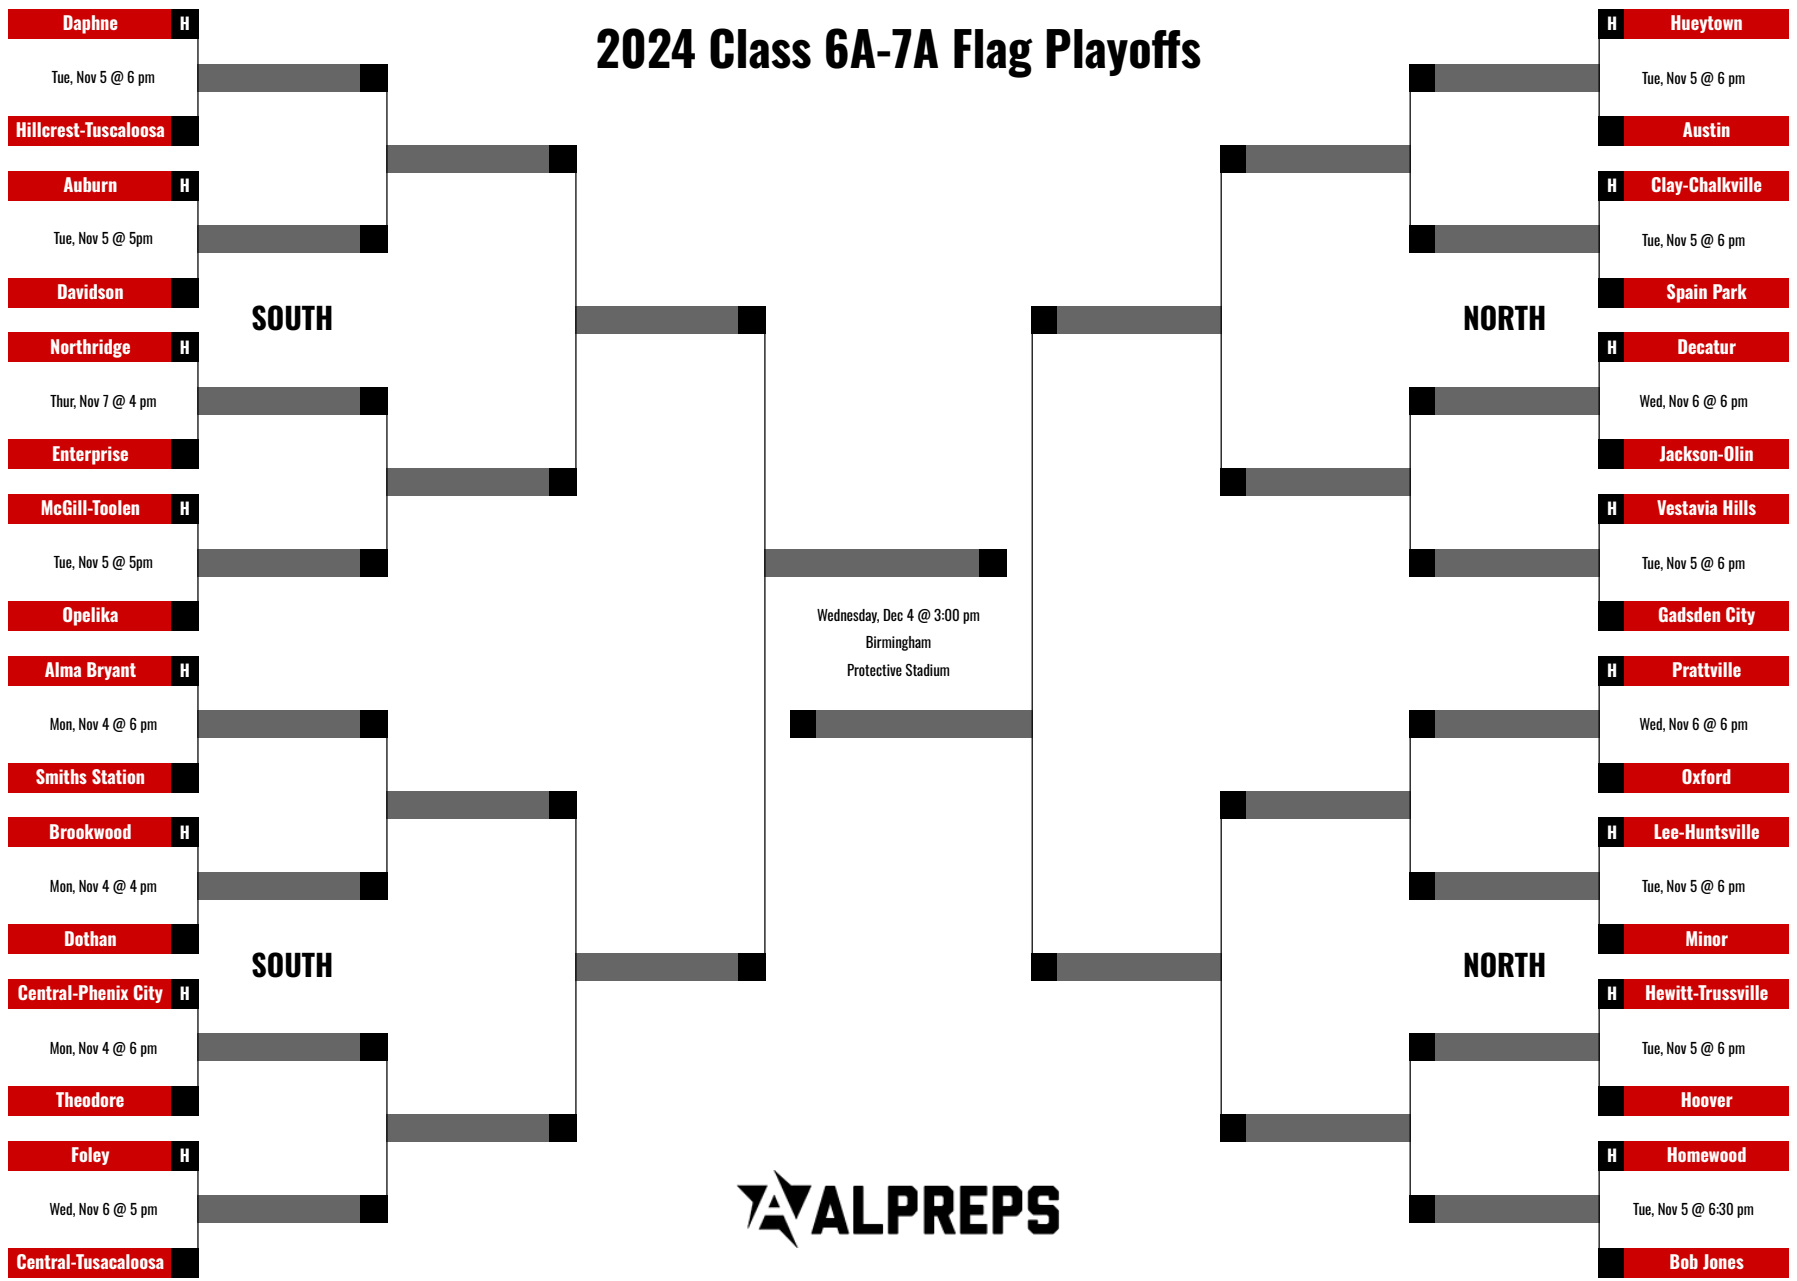 2024 Class 6A-7A Flag Playoffs
Daphne H
Tue, Nov 5 @ 6 pm
Hillcrest-Tuscaloosa
Auburn H
Tue, Nov 5 @ 5pm
Davidson
SOUTH
Northridge H
Thur, Nov 7 @ 4 pm
Enterprise
McGill-Toolen H
Tue, Nov 5 @ 5pm
Opelika
Alma Bryant H
Mon, Nov 4 @ 6 pm
Smiths Station
Brookwood H
Mon, Nov 4 @ 4 pm
Dothan
SOUTH
Central-Phenix City H
Mon, Nov 4 @ 6 pm
Theodore
Foley H
Wed, Nov 6 @ 5 pm
Central-Tusacaloosa
Wednesday, Dec 4 @ 3:00 pm
Birmingham
Protective Stadium
ALPREPS
H Hueytown
Tue, Nov 5 @ 6 pm
Austin
H Clay-Chalkville
Tue, Nov 5 @ 6 pm
Spain Park
NORTH
H Decatur
Wed, Nov 6 @ 6 pm
Jackson-Olin
H Vestavia Hills
Tue, Nov 5 @ 6 pm
Gadsden City
H Prattville
Wed, Nov 6 @ 6 pm
Oxford
H Lee-Huntsville
Tue, Nov 5 @ 6 pm
Minor
NORTH
H Hewitt-Trussville
Tue, Nov 5 @ 6 pm
Hoover
H Homewood
Tue, Nov 5 @ 6:30 pm
Bob Jones